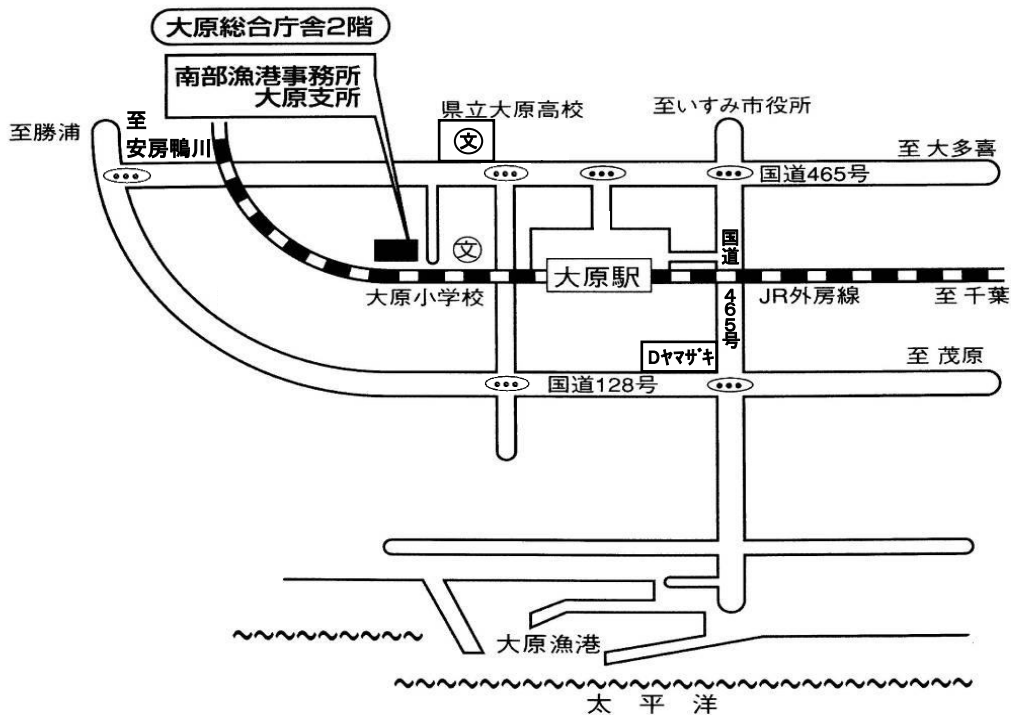 大原総合庁舎2階
南部漁港事務所
大原支所
県立大原高校
文
至いすみ市役所
至勝浦
至
安房鴨川
至 大多喜
国道465号
文
大原小学校
大原駅
国道
465号
JR外房線
至 千葉
Dヤマザキ
至 茂原
国道128号
大原漁港
太 平 洋